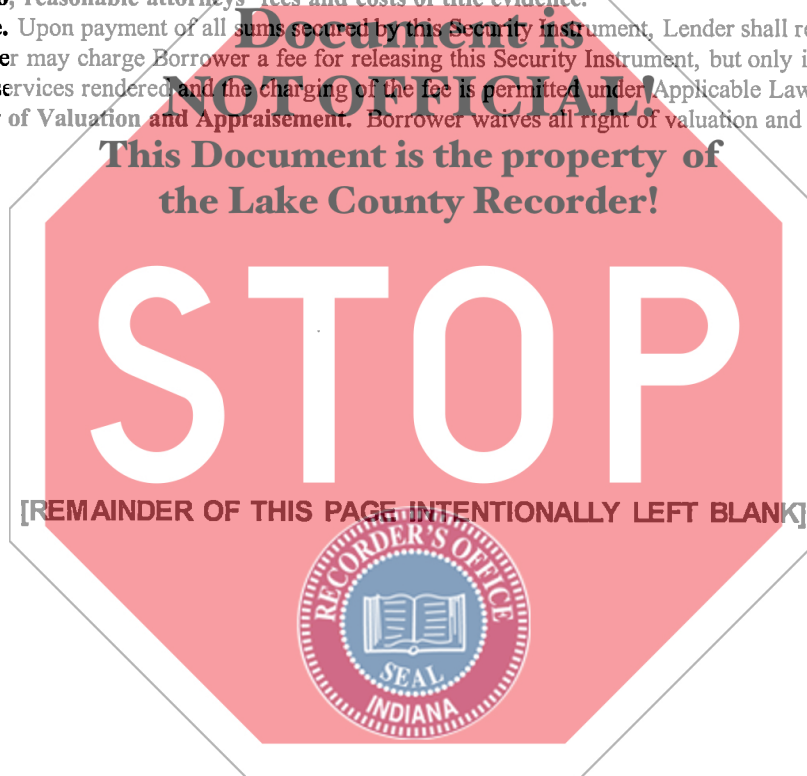 reasonable attorneys' fees and costs of title evidence.
Upon payment of all sums secured by this Security Instrument, Lender shall
may charge Borrower a fee for releasing this Security Instrument, but only
services rendered and the charging of the fee is permitted under Applicable Law
of Valuation and Appraisement. Borrower waives all right of valuation and
Document is
NOT OFFICIAL!
This Document is the property of
the Lake County Recorder!
STOP
[REMAINDER OF THIS PAGE INTENTIONALLY LEFT BLANK]
RECORDER'S OFFICE
SEAL
INDIANA